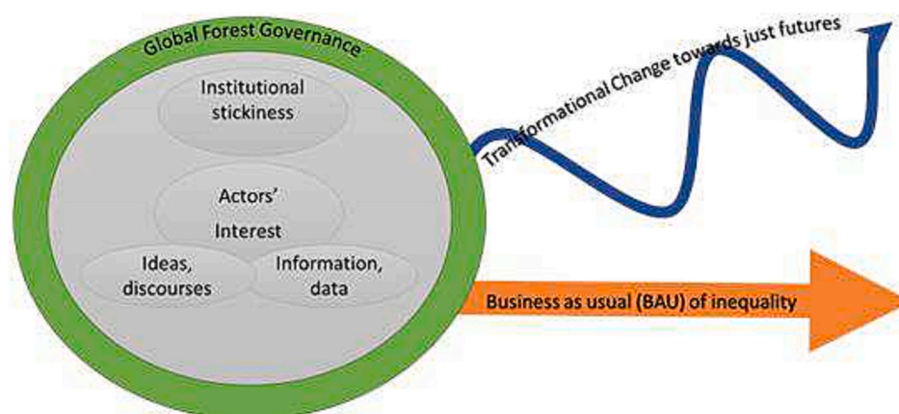 Global Forest Governance
Institutional
stickiness
Actors’
Interest
Ideas,
discourses
Information,
data
Transformational Change towards just futures
Business as usual (BAU) of inequality